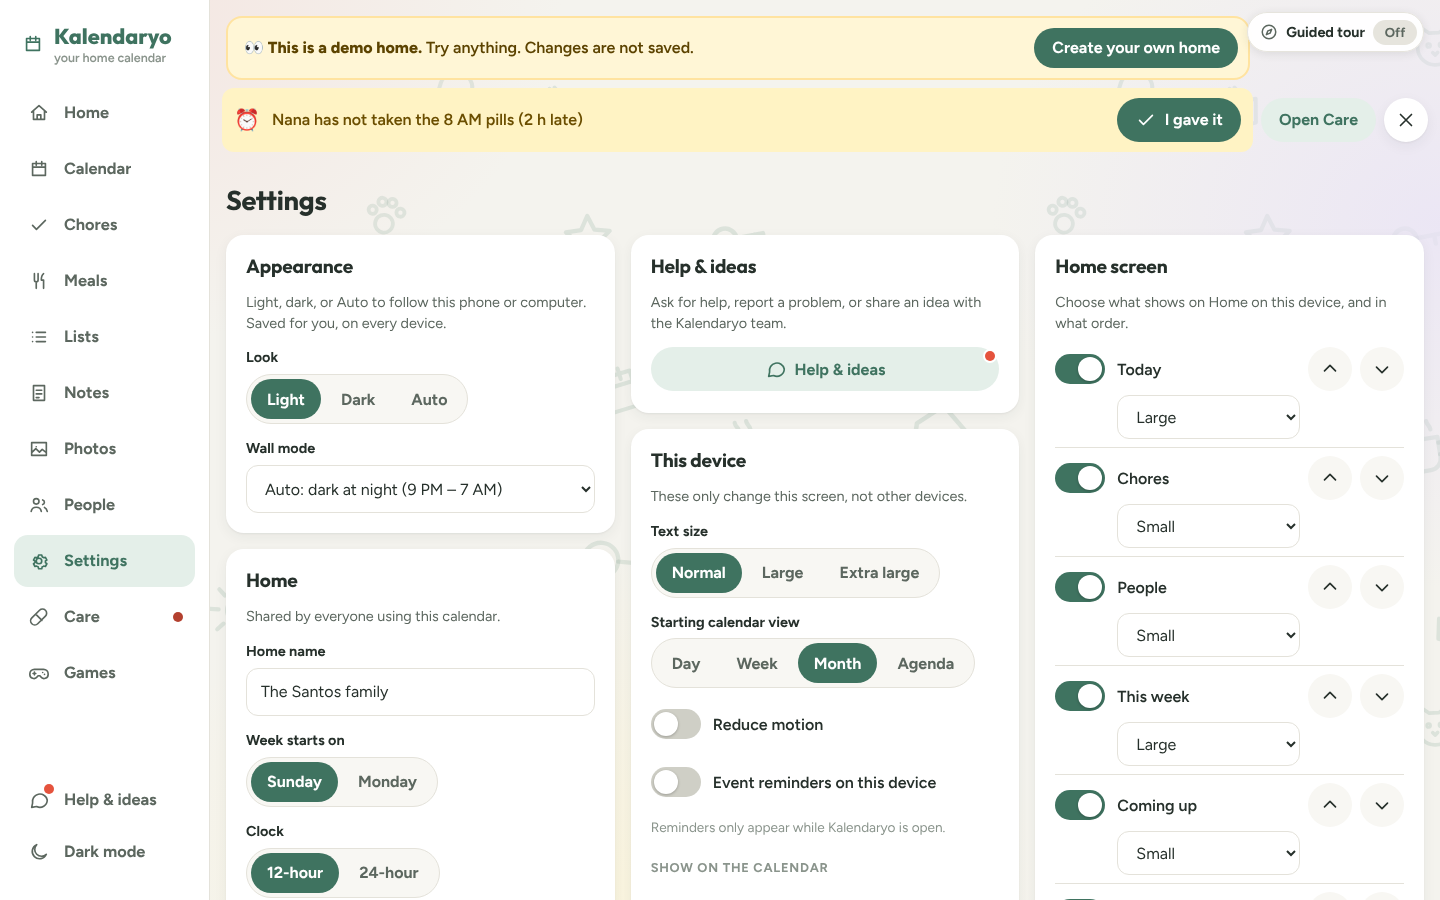 Kalendaryo
your home calendar
Home
Calendar
Chores
Meals
Lists
Notes
Photos
People
Settings
Care
Games
Help & ideas
Dark mode
👀 This is a demo home. Try anything. Changes are not saved.
Create your own home
Guided tour
Off
⏰ Nana has not taken the 8 AM pills (2 h late)
I gave it
Open Care
Settings
Appearance
Light, dark, or Auto to follow this phone or computer.
Saved for you, on every device.
Look
Light Dark Auto
Wall mode
Auto: dark at night (9 PM – 7 AM)
Home
Shared by everyone using this calendar.
Home name
The Santos family
Week starts on
Sunday Monday
Clock
12-hour 24-hour
Help & ideas
Ask for help, report a problem, or share an idea with
the Kalendaryo team.
Help & ideas
This device
These only change this screen, not other devices.
Text size
Normal Large Extra large
Starting calendar view
Day Week Month Agenda
Reduce motion
Event reminders on this device
Reminders only appear while Kalendaryo is open.
SHOW ON THE CALENDAR
Home screen
Choose what shows on Home on this device, and in
what order.
Today
Large
Chores
Small
People
Small
This week
Large
Coming up
Small